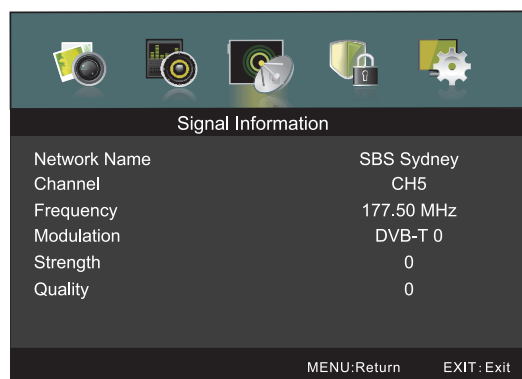 Signal Information
Network Name SBS Sydney
Channel CH5
Frequency 177.50 MHz
Modulation DVB-T 0
Strength 0
Quality 0
MENU:Return EXIT:Exit